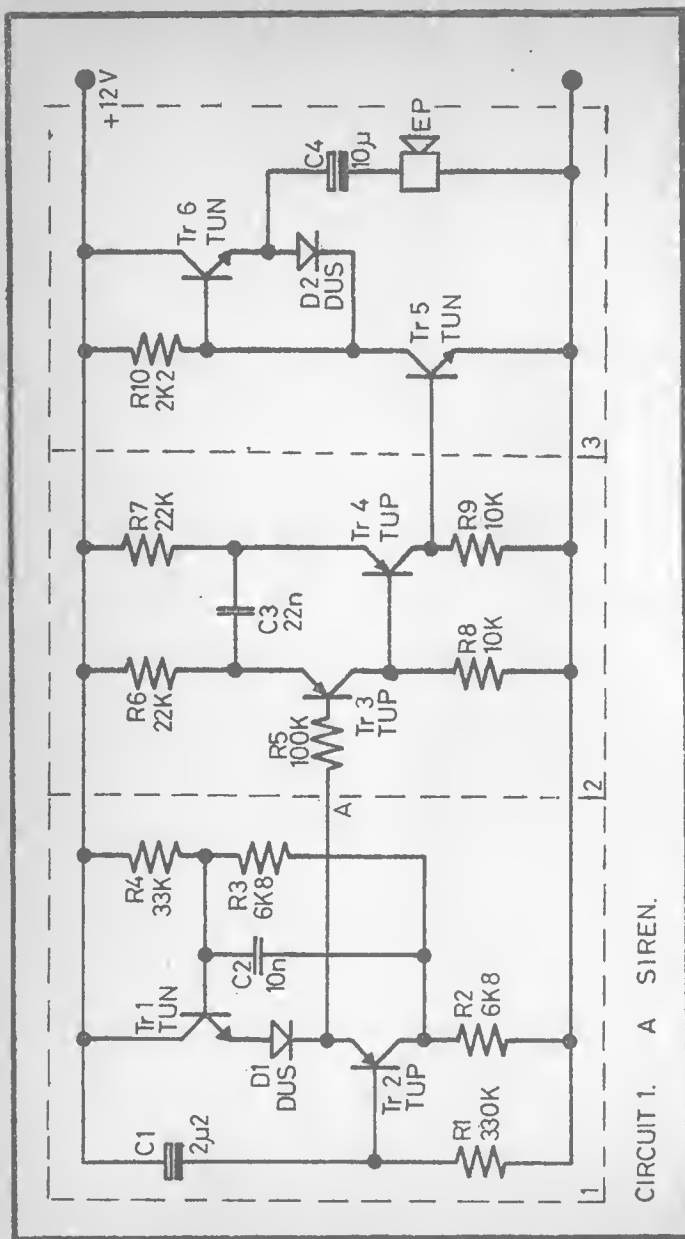 +12V
C1
2µ2
Tr 1
TUN
D1
DUS
Tr 2
TUP
R1
330K
R2
6K8
C2
10n
R3
6K8
R4
33K
A
1
R5
100K
Tr 3
TUP
R6
22K
C3
22n
R7
22K
Tr 4
TUP
R8
10K
R9
10K
2
R10
2K2
Tr 6
TUN
D2
DUS
Tr 5
TUN
C4
10µ
EP
3
CIRCUIT 1. A SIREN.